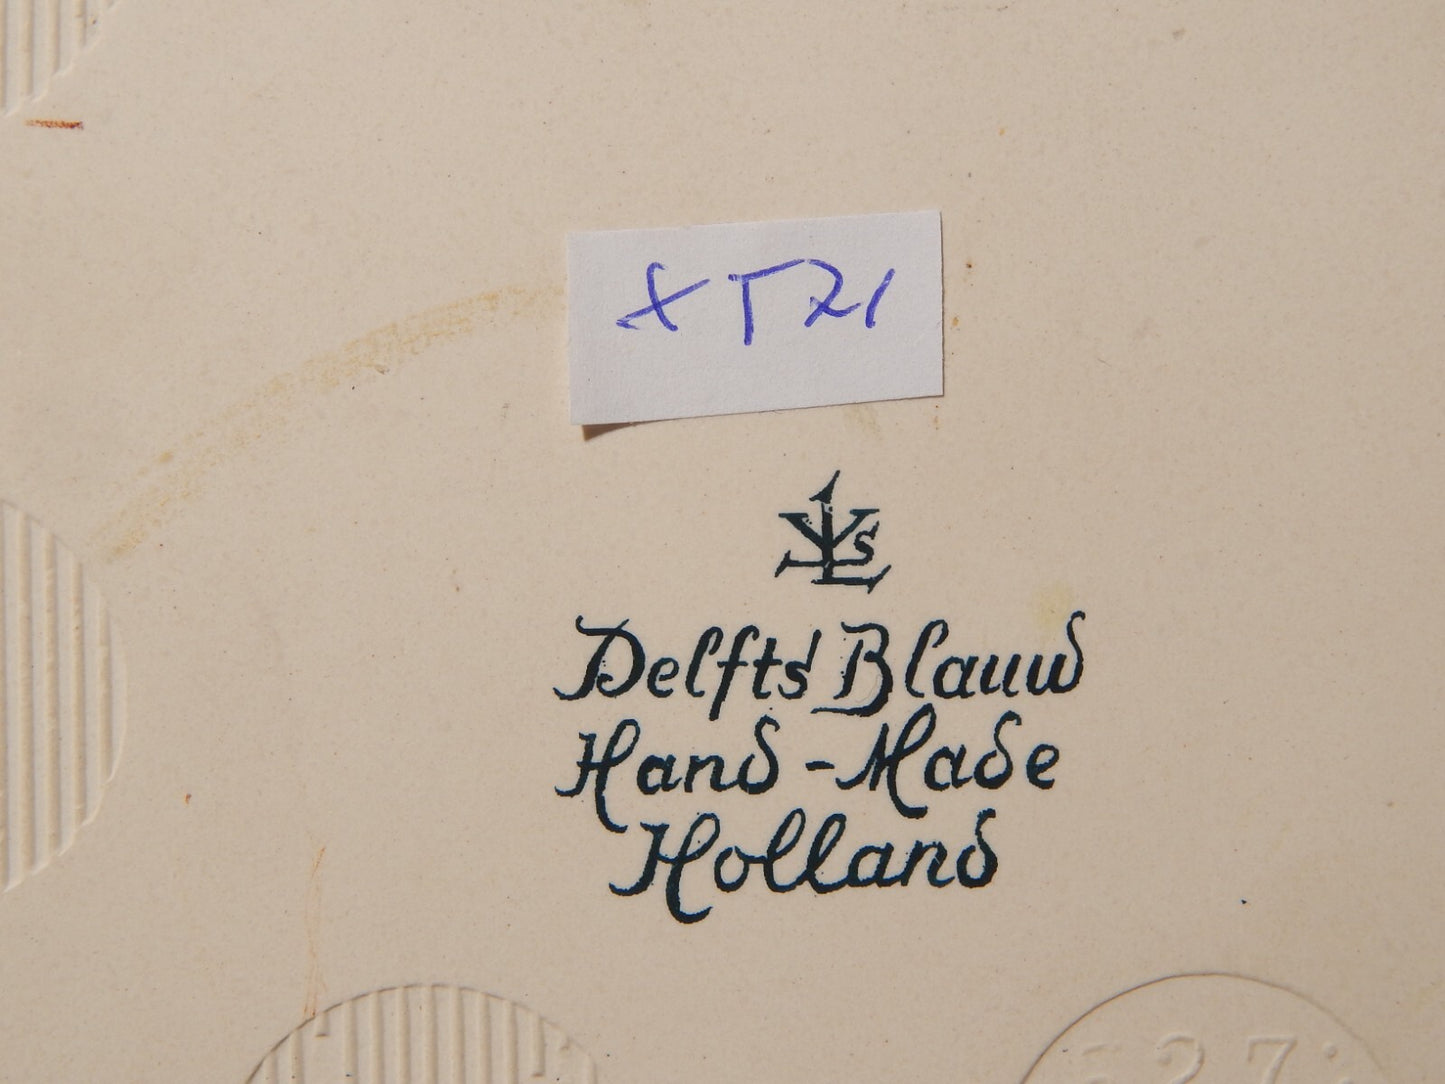 XT21
Delfts Blauw
Hand-Made
Holland